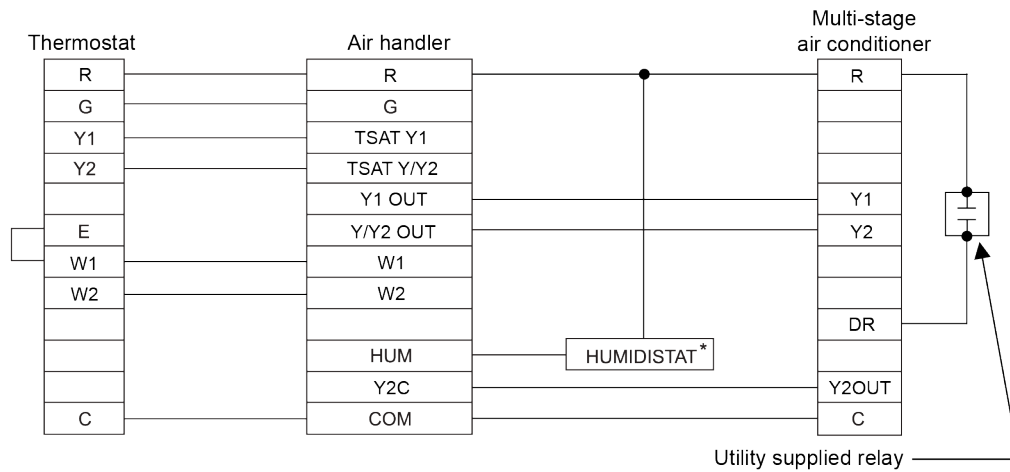 Multi-stage
air conditioner
Thermostat
Air handler
R
R
R
G
G
Y1
TSAT Y1
Y2
TSAT Y/Y2
Y1 OUT
Y1
E
Y/Y2 OUT
Y2
W1
W1
W2
W2
DR
HUM
HUMIDISTAT*
Y2C
Y2OUT
C
COM
C
Utility supplied relay